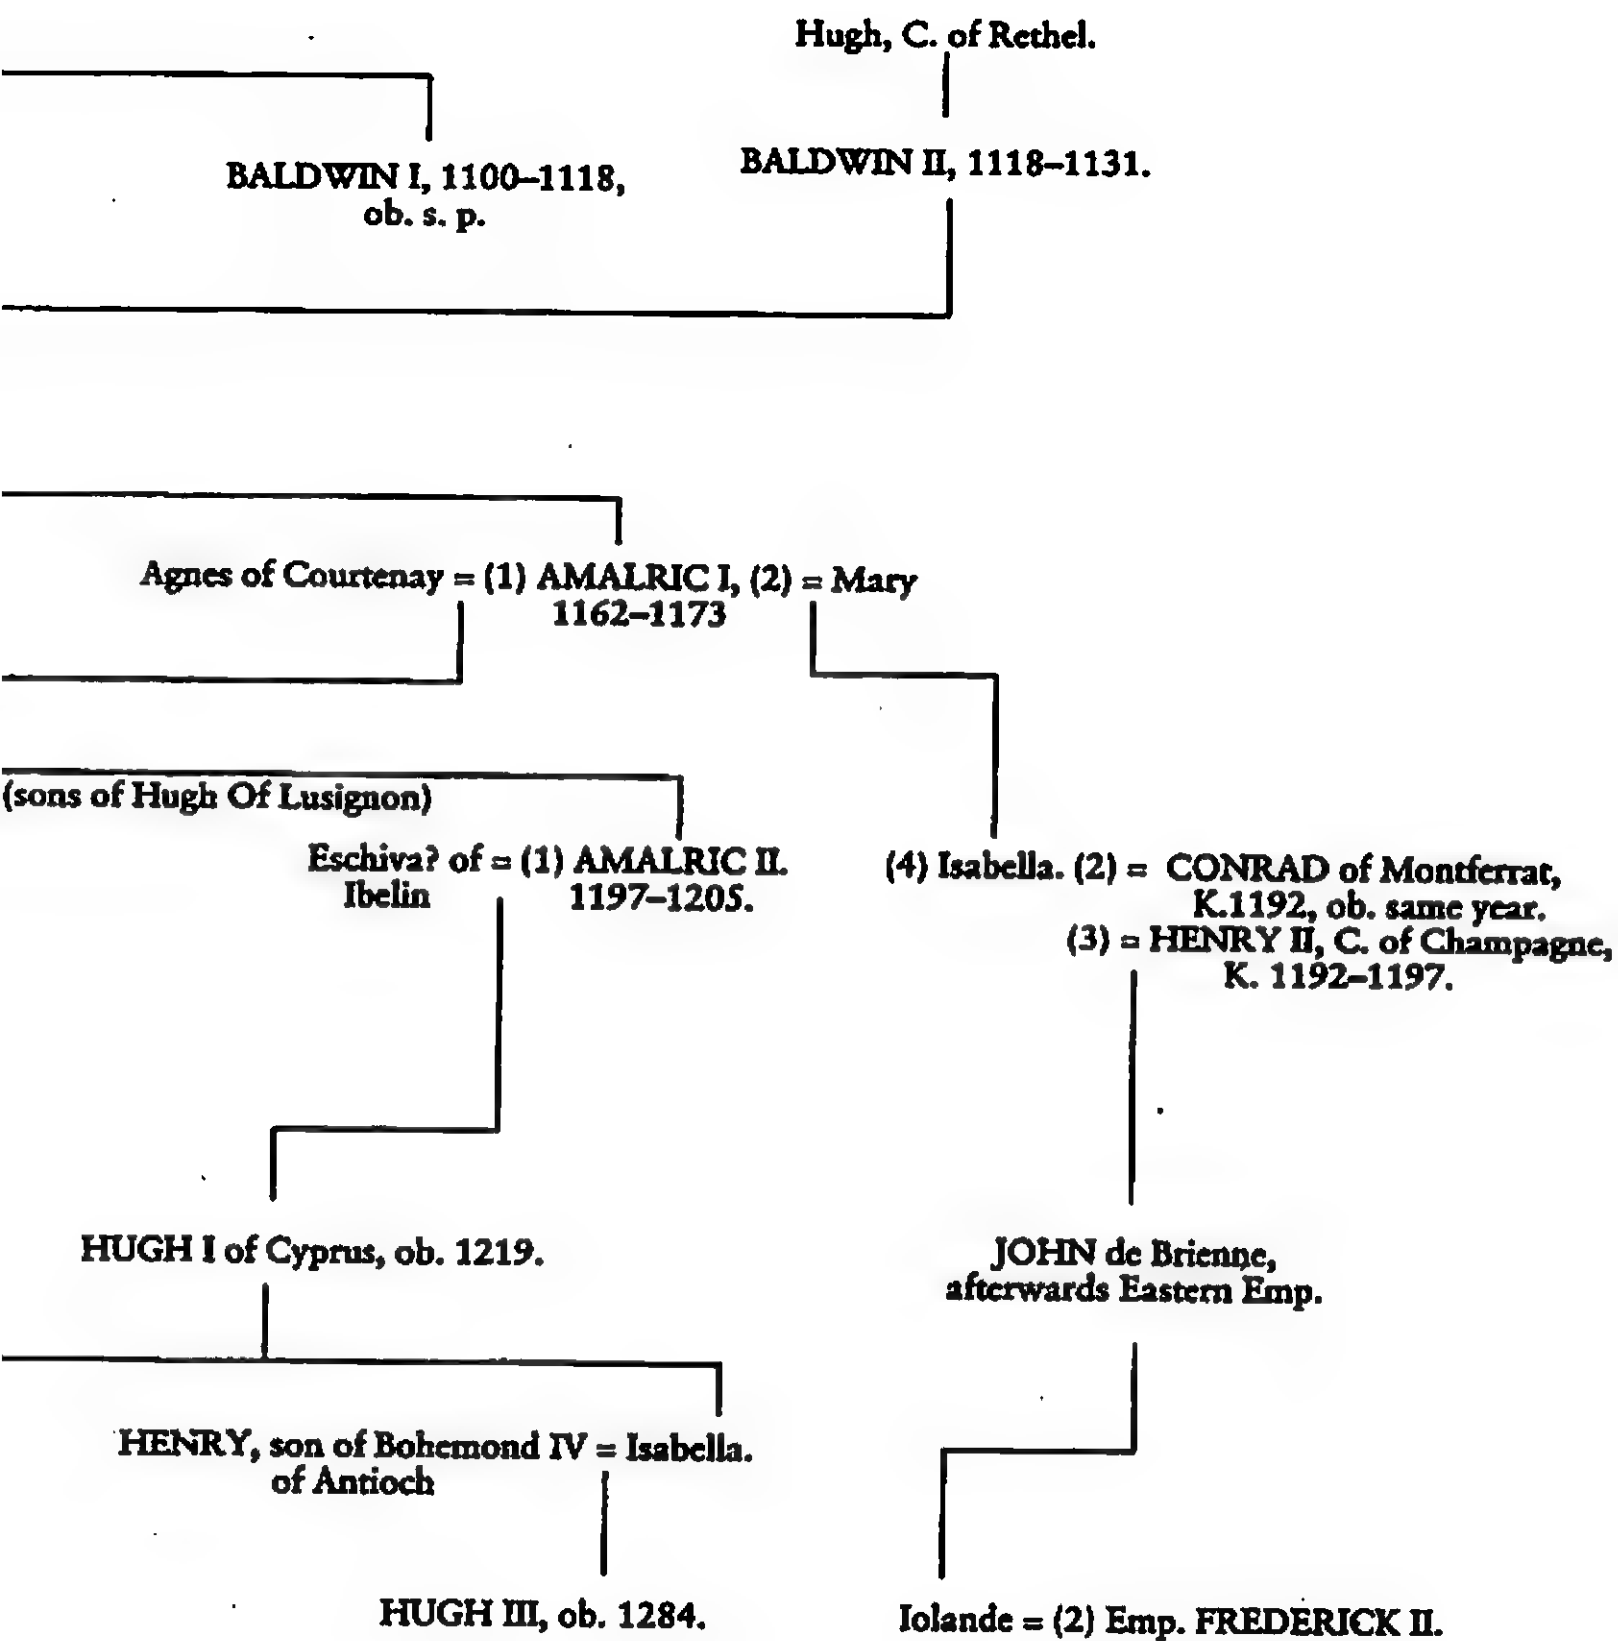 Hugh, C. of Rethel.
BALDWIN I, 1100–1118,
ob. s. p.
BALDWIN II, 1118–1131.
Agnes of Courtenay = (1) AMALRIC I, (2) = Mary
1162–1173
(sons of Hugh Of Lusignon)
Eschiva? of = (1) AMALRIC II.
Ibelin 1197–1205.
(4) Isabella. (2) = CONRAD of Montferrat,
K.1192, ob. same year.
(3) = HENRY II, C. of Champagne,
K. 1192–1197.
HUGH I of Cyprus, ob. 1219.
JOHN de Brienne,
afterwards Eastern Emp.
HENRY, son of Bohemond IV = Isabella.
of Antioch
HUGH III, ob. 1284.
Iolande = (2) Emp. FREDERICK II.